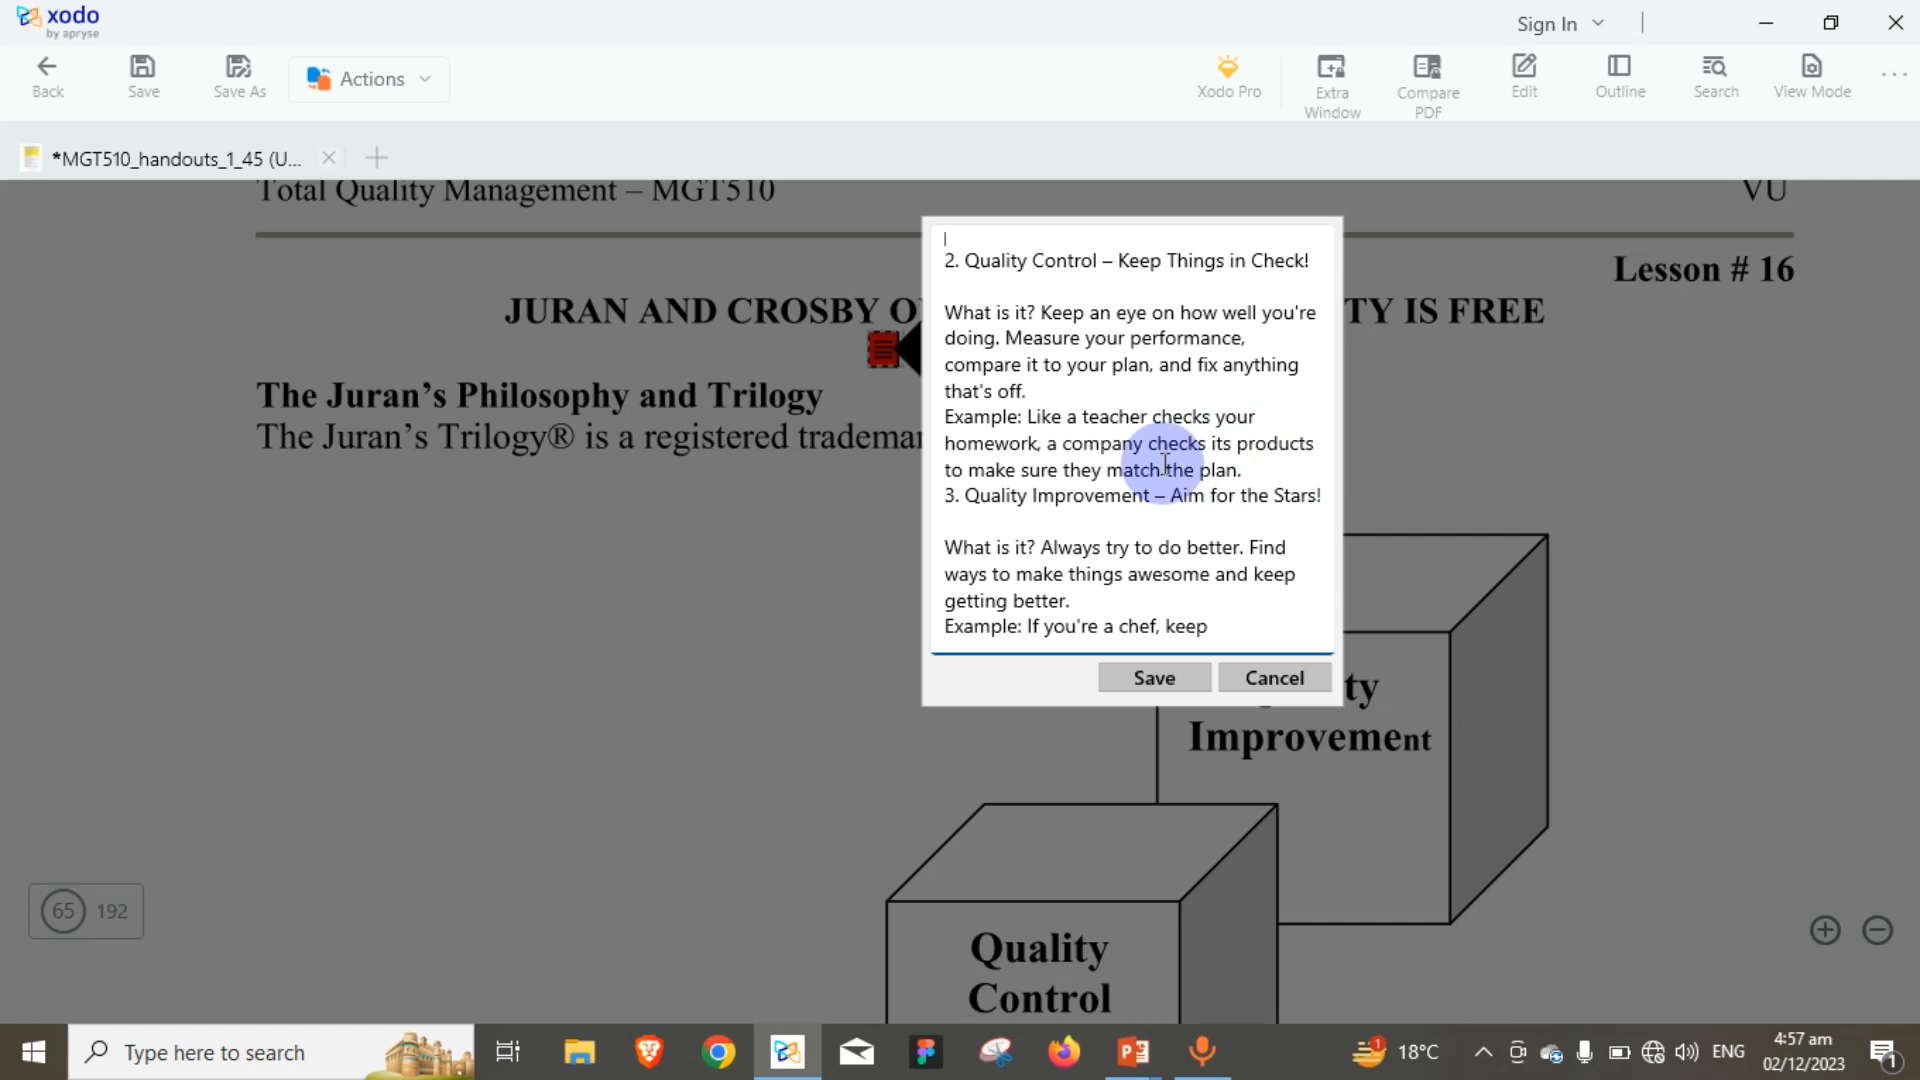 xodo
by apryse
Sign In
Back
Save
Save As
Actions
Xodo Pro
Extra
Window
Compare
PDF
Edit
Outline
Search
View Mode
*MGT510_handouts_1_45 (U...
Total Quality Management – MGT510
VU
Lesson # 16
JURAN AND CROSBY O
TY IS FREE
The Juran's Philosophy and Trilogy
The Juran's Trilogy® is a registered tradema
2. Quality Control – Keep Things in Check!
What is it? Keep an eye on how well you're
doing. Measure your performance,
compare it to your plan, and fix anything
that's off.
Example: Like a teacher checks your
homework, a company checks its products
to make sure they match the plan.
3. Quality Improvement – Aim for the Stars!
What is it? Always try to do better. Find
ways to make things awesome and keep
getting better.
Example: If you're a chef, keep
Save
Cancel
ty
Improvement
Quality
Control
65
192
Type here to search
1
18°C
ENG
4:57 am
02/12/2023
1